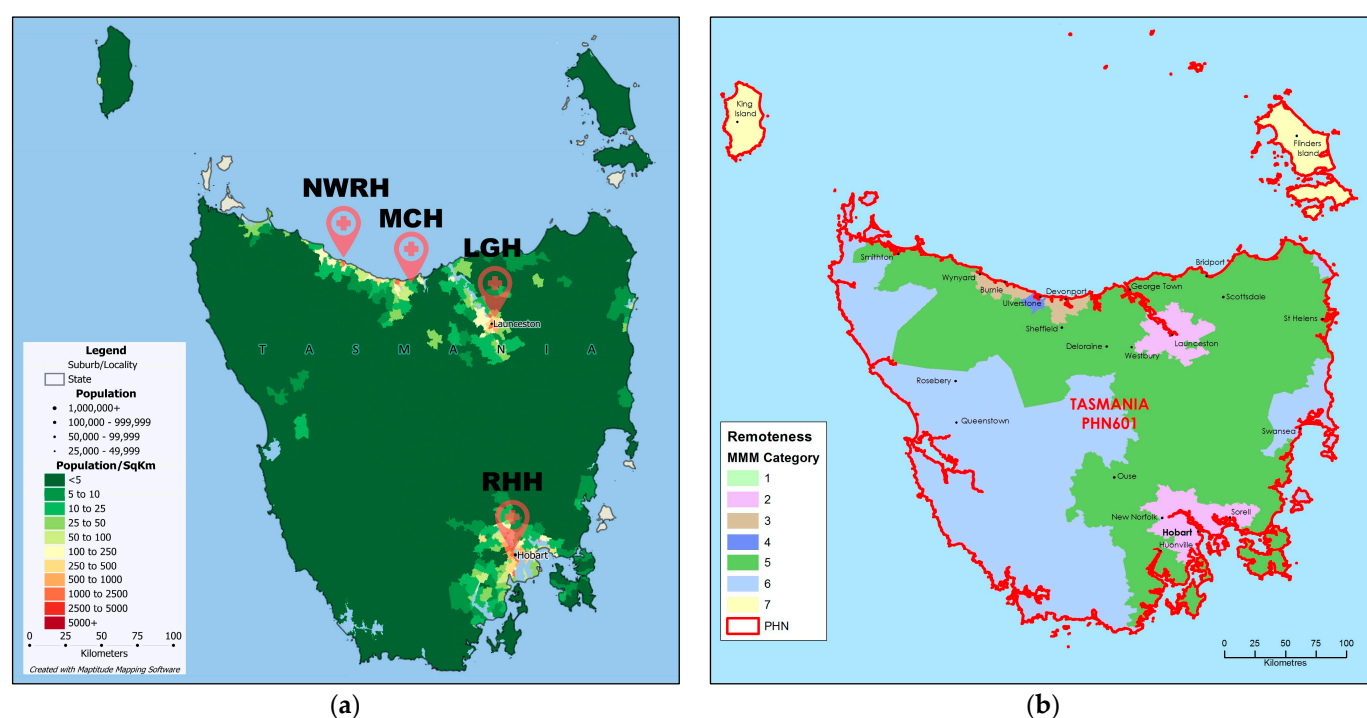 NWRH
MCH
LGH
Launceston
T A S M A N I A
RHH
Hobart
Legend
Suburb/Locality
State
Population
1,000,000+
100,000 - 999,999
50,000 - 99,999
25,000 - 49,999
Population/SqKm
<5
5 to 10
10 to 25
25 to 50
50 to 100
100 to 250
250 to 500
500 to 1000
1000 to 2500
2500 to 5000
5000+
0 25 50 75 100
Kilometers
Created with Maptitude Mapping Software
(a)
King
Island
Flinders
Island
Smithton
Wynyard
Burnie
Ulverstone
Devonport
Sheffield
George Town
Bridport
Scottsdale
St Helens
Deloraine
Westbury
Launceston
Rosebery
Queenstown
TASMANIA
PHN601
Swansea
Ouse
New Norfolk
Sorell
Hobart
Huonville
Remoteness
MMM Category
1
2
3
4
5
6
7
PHN
0 25 50 75 100
Kilometres
(b)